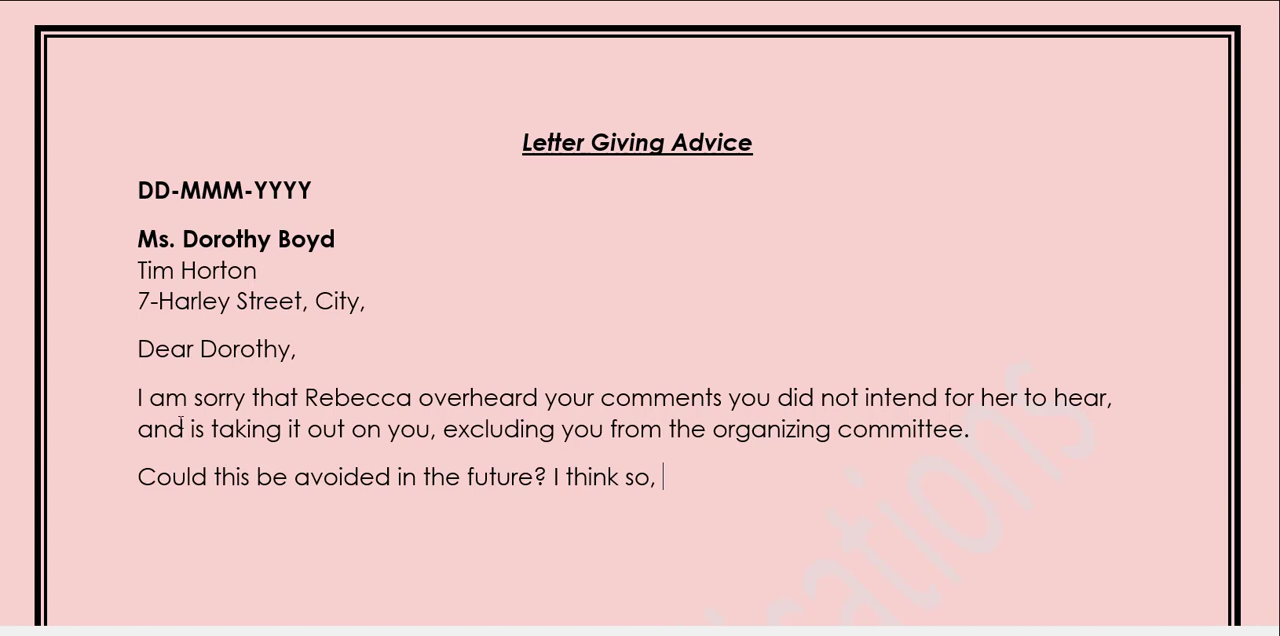 Letter Giving Advice
DD-MMM-YYYY
Ms. Dorothy Boyd
Tim Horton
7-Harley Street, City,
Dear Dorothy,
I am sorry that Rebecca overheard your comments you did not intend for her to hear,
and is taking it out on you, excluding you from the organizing committee.
Could this be avoided in the future? I think so,